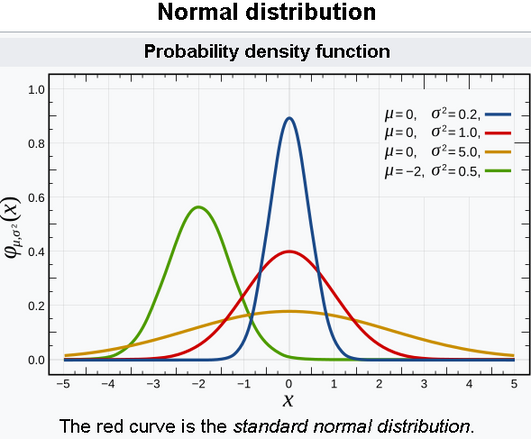 Normal distribution
Probability density function
1.0
0.8
0.6
0.4
0.2
0.0
φμ,σ²(x)
μ=0, σ²=0.2,
μ=0, σ²=1.0,
μ=0, σ²=5.0,
μ=−2, σ²=0.5,
−5 −4 −3 −2 −1 0 1 2 3 4 5
x
The red curve is the standard normal distribution.